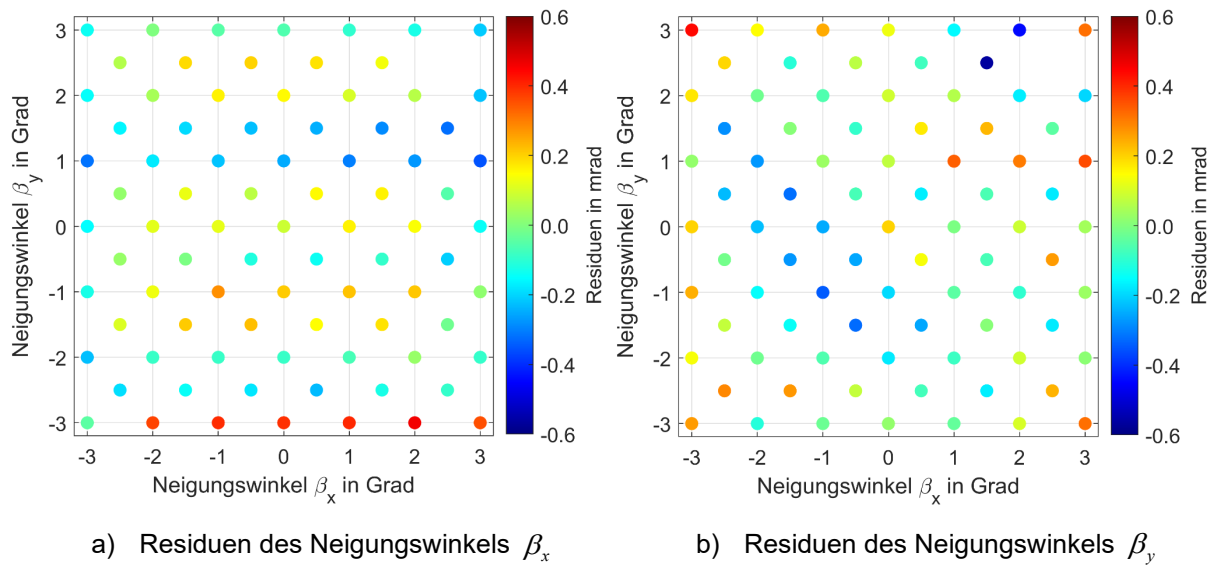 3
2
1
0
-1
-2
-3
Neigungswinkel βy in Grad
-3 -2 -1 0 1 2 3
Neigungswinkel βx in Grad
0.6
0.4
0.2
0.0
-0.2
-0.4
-0.6
Residuen in mrad
a) Residuen des Neigungswinkels βx
3
2
1
0
-1
-2
-3
Neigungswinkel βy in Grad
-3 -2 -1 0 1 2 3
Neigungswinkel βx in Grad
0.6
0.4
0.2
0.0
-0.2
-0.4
-0.6
Residuen in mrad
b) Residuen des Neigungswinkels βy